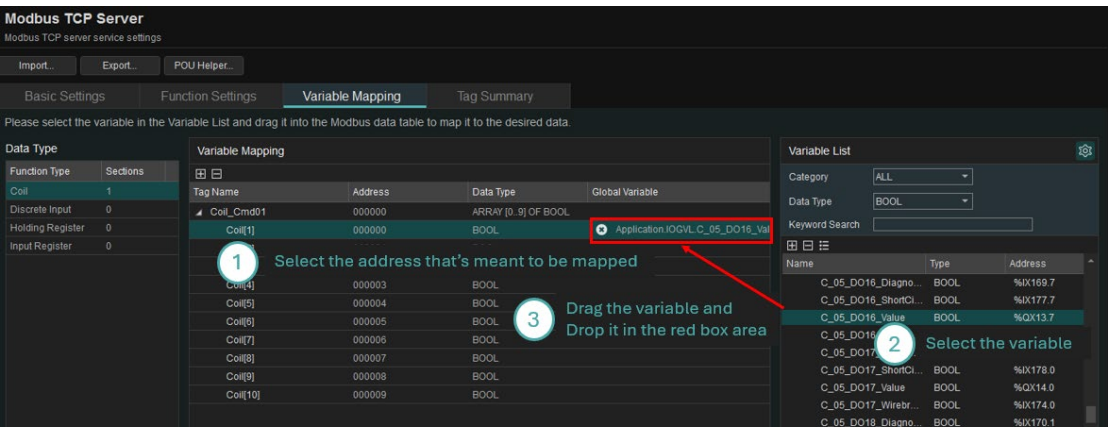 Modbus TCP Server
Modbus TCP server service settings
Import...
Export...
POU Helper...
Basic Settings
Function Settings
Variable Mapping
Tag Summary
Please select the variable in the Variable List and drag it into the Modbus data table to map it to the desired data.
Data Type
Function Type Sections
Coil 1
Discrete Input 0
Holding Register 0
Input Register 0
Variable Mapping
Tag Name Address Data Type Global Variable
Coil_Cmd01 000000 ARRAY [0..9] OF BOOL
Coil[1] 000000 BOOL Application.IOGVL.C_05_DO16_Val
1 Select the address that's meant to be mapped
Coil[4] 000003 BOOL
Coil[5] 000004 BOOL
Coil[6] 000005 BOOL
Coil[7] 000006 BOOL
Coil[8] 000007 BOOL
Coil[9] 000008 BOOL
Coil[10] 000009 BOOL
3 Drag the variable and
Drop it in the red box area
Variable List
Category ALL
Data Type BOOL
Keyword Search
Name Type Address
C_05_DO16_Diagno... BOOL %IX169.7
C_05_DO16_ShortCi... BOOL %IX177.7
C_05_DO16_Value BOOL %QX13.7
C_05_DO16
C_05_DO17
2 Select the variable
C_05_DO17_ShortCi... BOOL %IX178.0
C_05_DO17_Value BOOL %QX14.0
C_05_DO17_Wirebr... BOOL %IX174.0
C_05_DO18_Diagno... BOOL %IX170.1